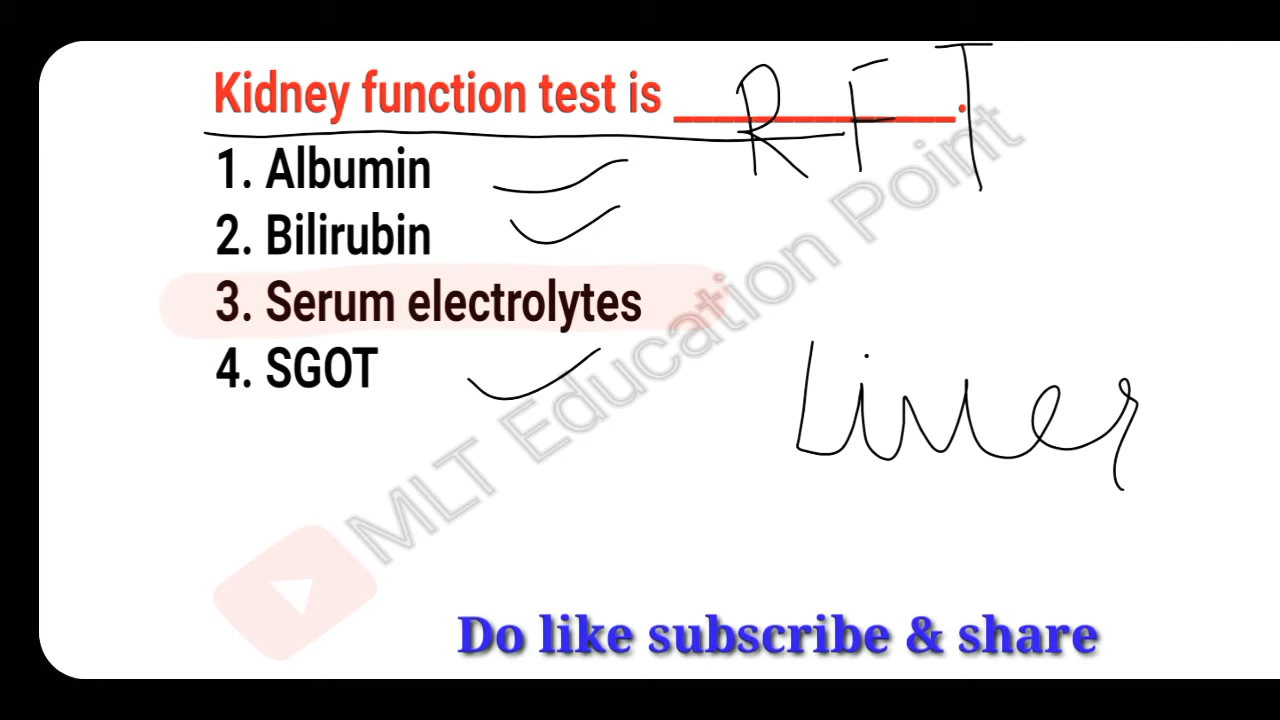 Kidney function test is ______________.
RFT
1. Albumin
2. Bilirubin
3. Serum electrolytes
4. SGOT
Liver
MLT Education Point
Do like subscribe & share